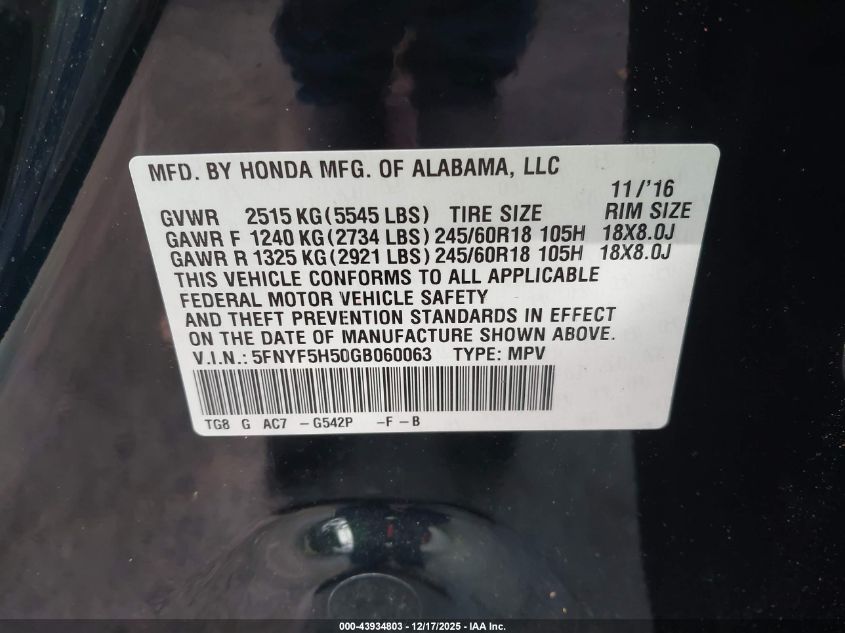 MFD. BY HONDA MFG. OF ALABAMA, LLC
11/'16
GVWR 2515 KG (5545 LBS) TIRE SIZE RIM SIZE
GAWR F 1240 KG (2734 LBS) 245/60R18 105H 18X8.0J
GAWR R 1325 KG (2921 LBS) 245/60R18 105H 18X8.0J
THIS VEHICLE CONFORMS TO ALL APPLICABLE
FEDERAL MOTOR VEHICLE SAFETY
AND THEFT PREVENTION STANDARDS IN EFFECT
ON THE DATE OF MANUFACTURE SHOWN ABOVE.
V.I.N.: 5FNYF5H50GB060063 TYPE: MPV
TG8 G AC7 -G542P -F-B
000-43934803 - 12/17/2025 - IAA Inc.